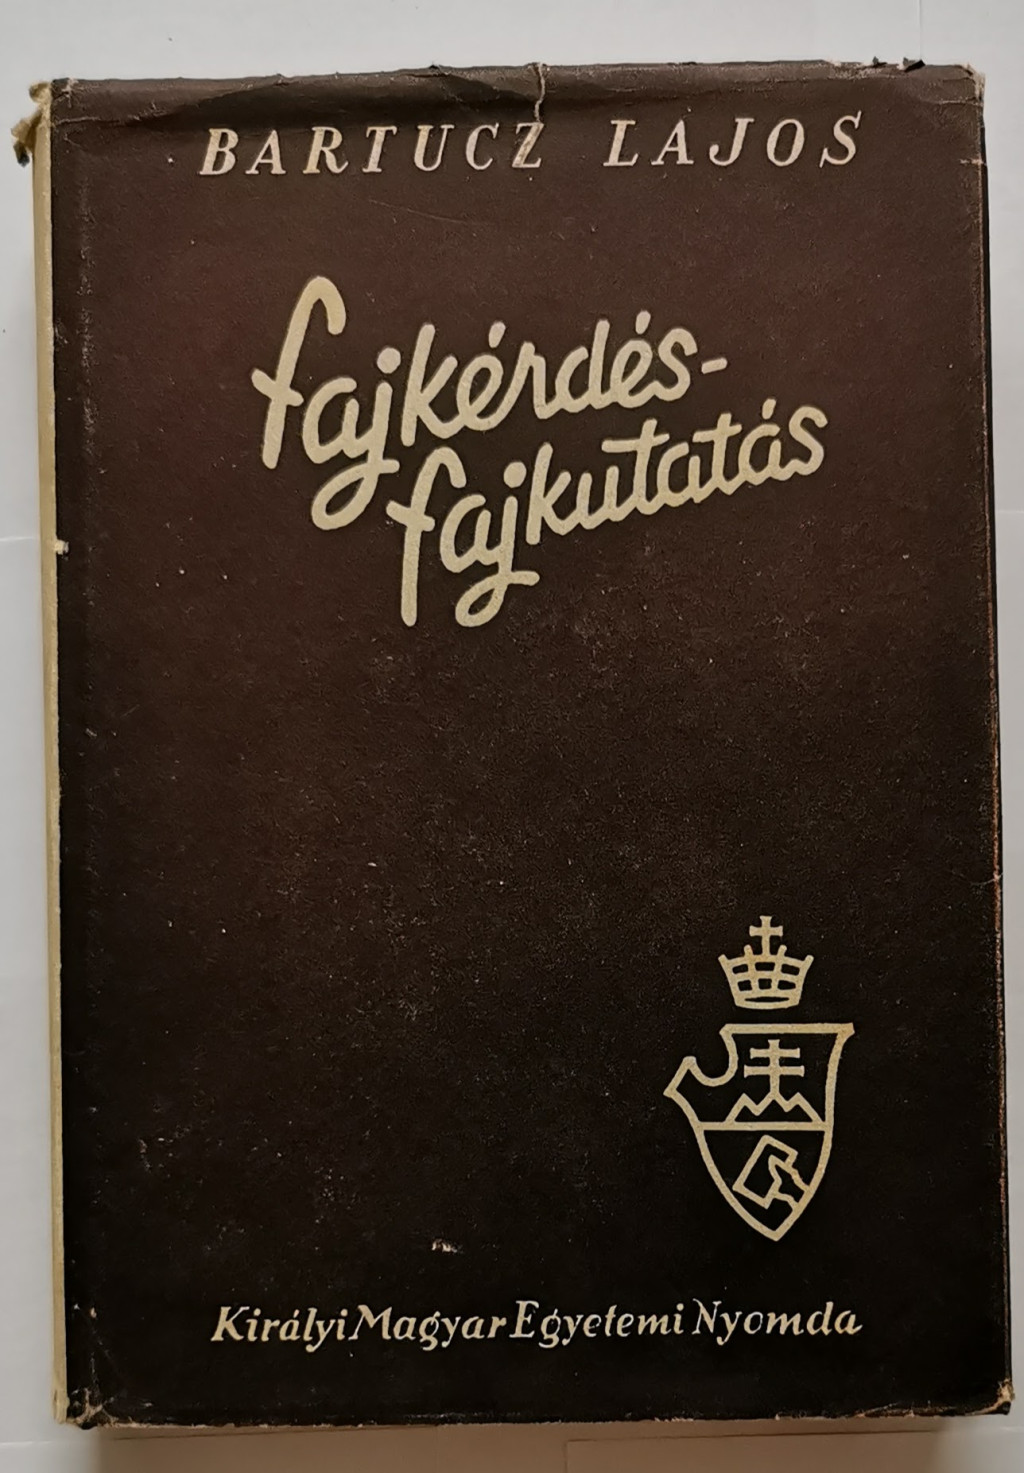 BARTUCZ LAJOS
fajkérdés-
fajkutatás
Királyi Magyar Egyetemi Nyomda